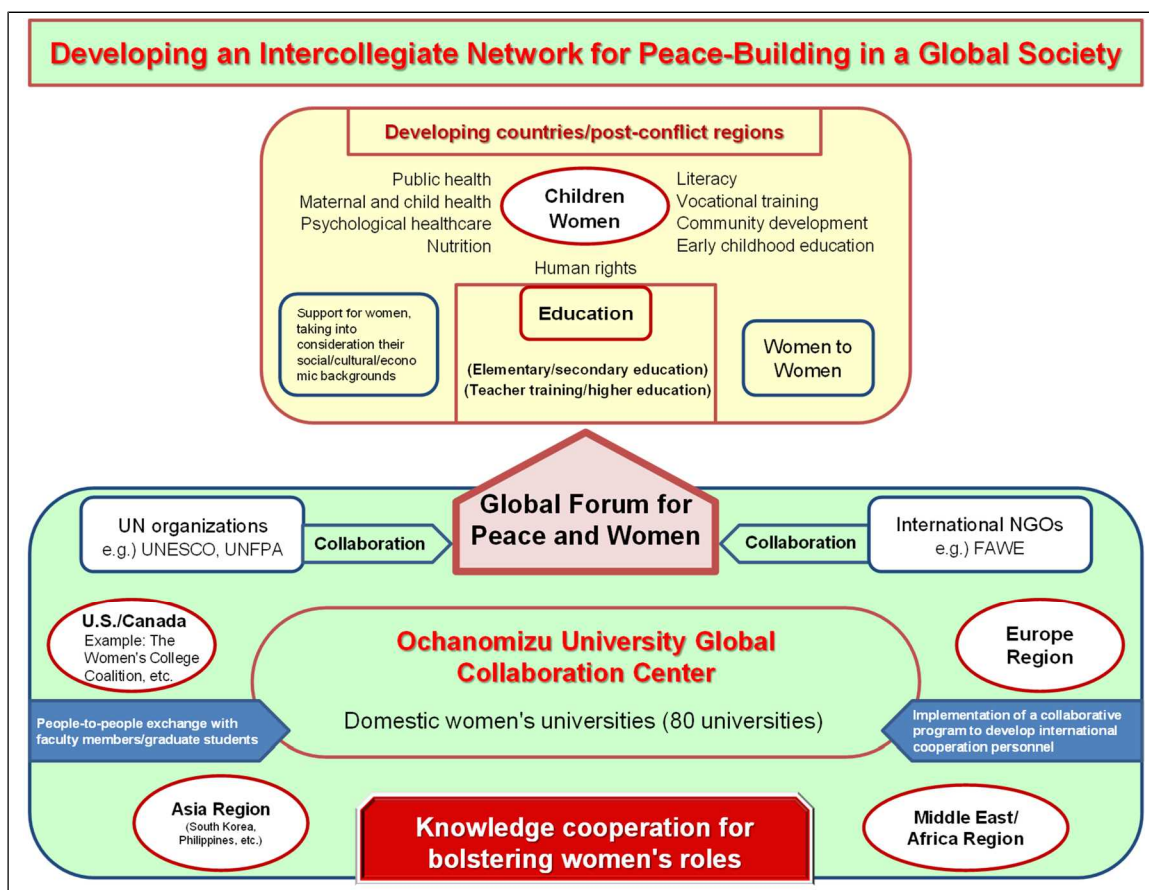 Developing an Intercollegiate Network for Peace-Building in a Global Society
Developing countries/post-conflict regions
Public health
Maternal and child health
Psychological healthcare
Nutrition
Children
Women
Literacy
Vocational training
Community development
Early childhood education
Human rights
Support for women,
taking into
consideration their
social/cultural/econo
mic backgrounds
Education
(Elementary/secondary education)
(Teacher training/higher education)
Women to
Women
Global Forum for
Peace and Women
UN organizations
e.g.) UNESCO, UNFPA
Collaboration
Collaboration
International NGOs
e.g.) FAWE
U.S./Canada
Example: The
Women's College
Coalition, etc.
Ochanomizu University Global
Collaboration Center
Domestic women's universities (80 universities)
Europe
Region
People-to-people exchange with
faculty members/graduate students
Implementation of a collaborative
program to develop international
cooperation personnel
Asia Region
(South Korea,
Philippines, etc.)
Knowledge cooperation for
bolstering women's roles
Middle East/
Africa Region